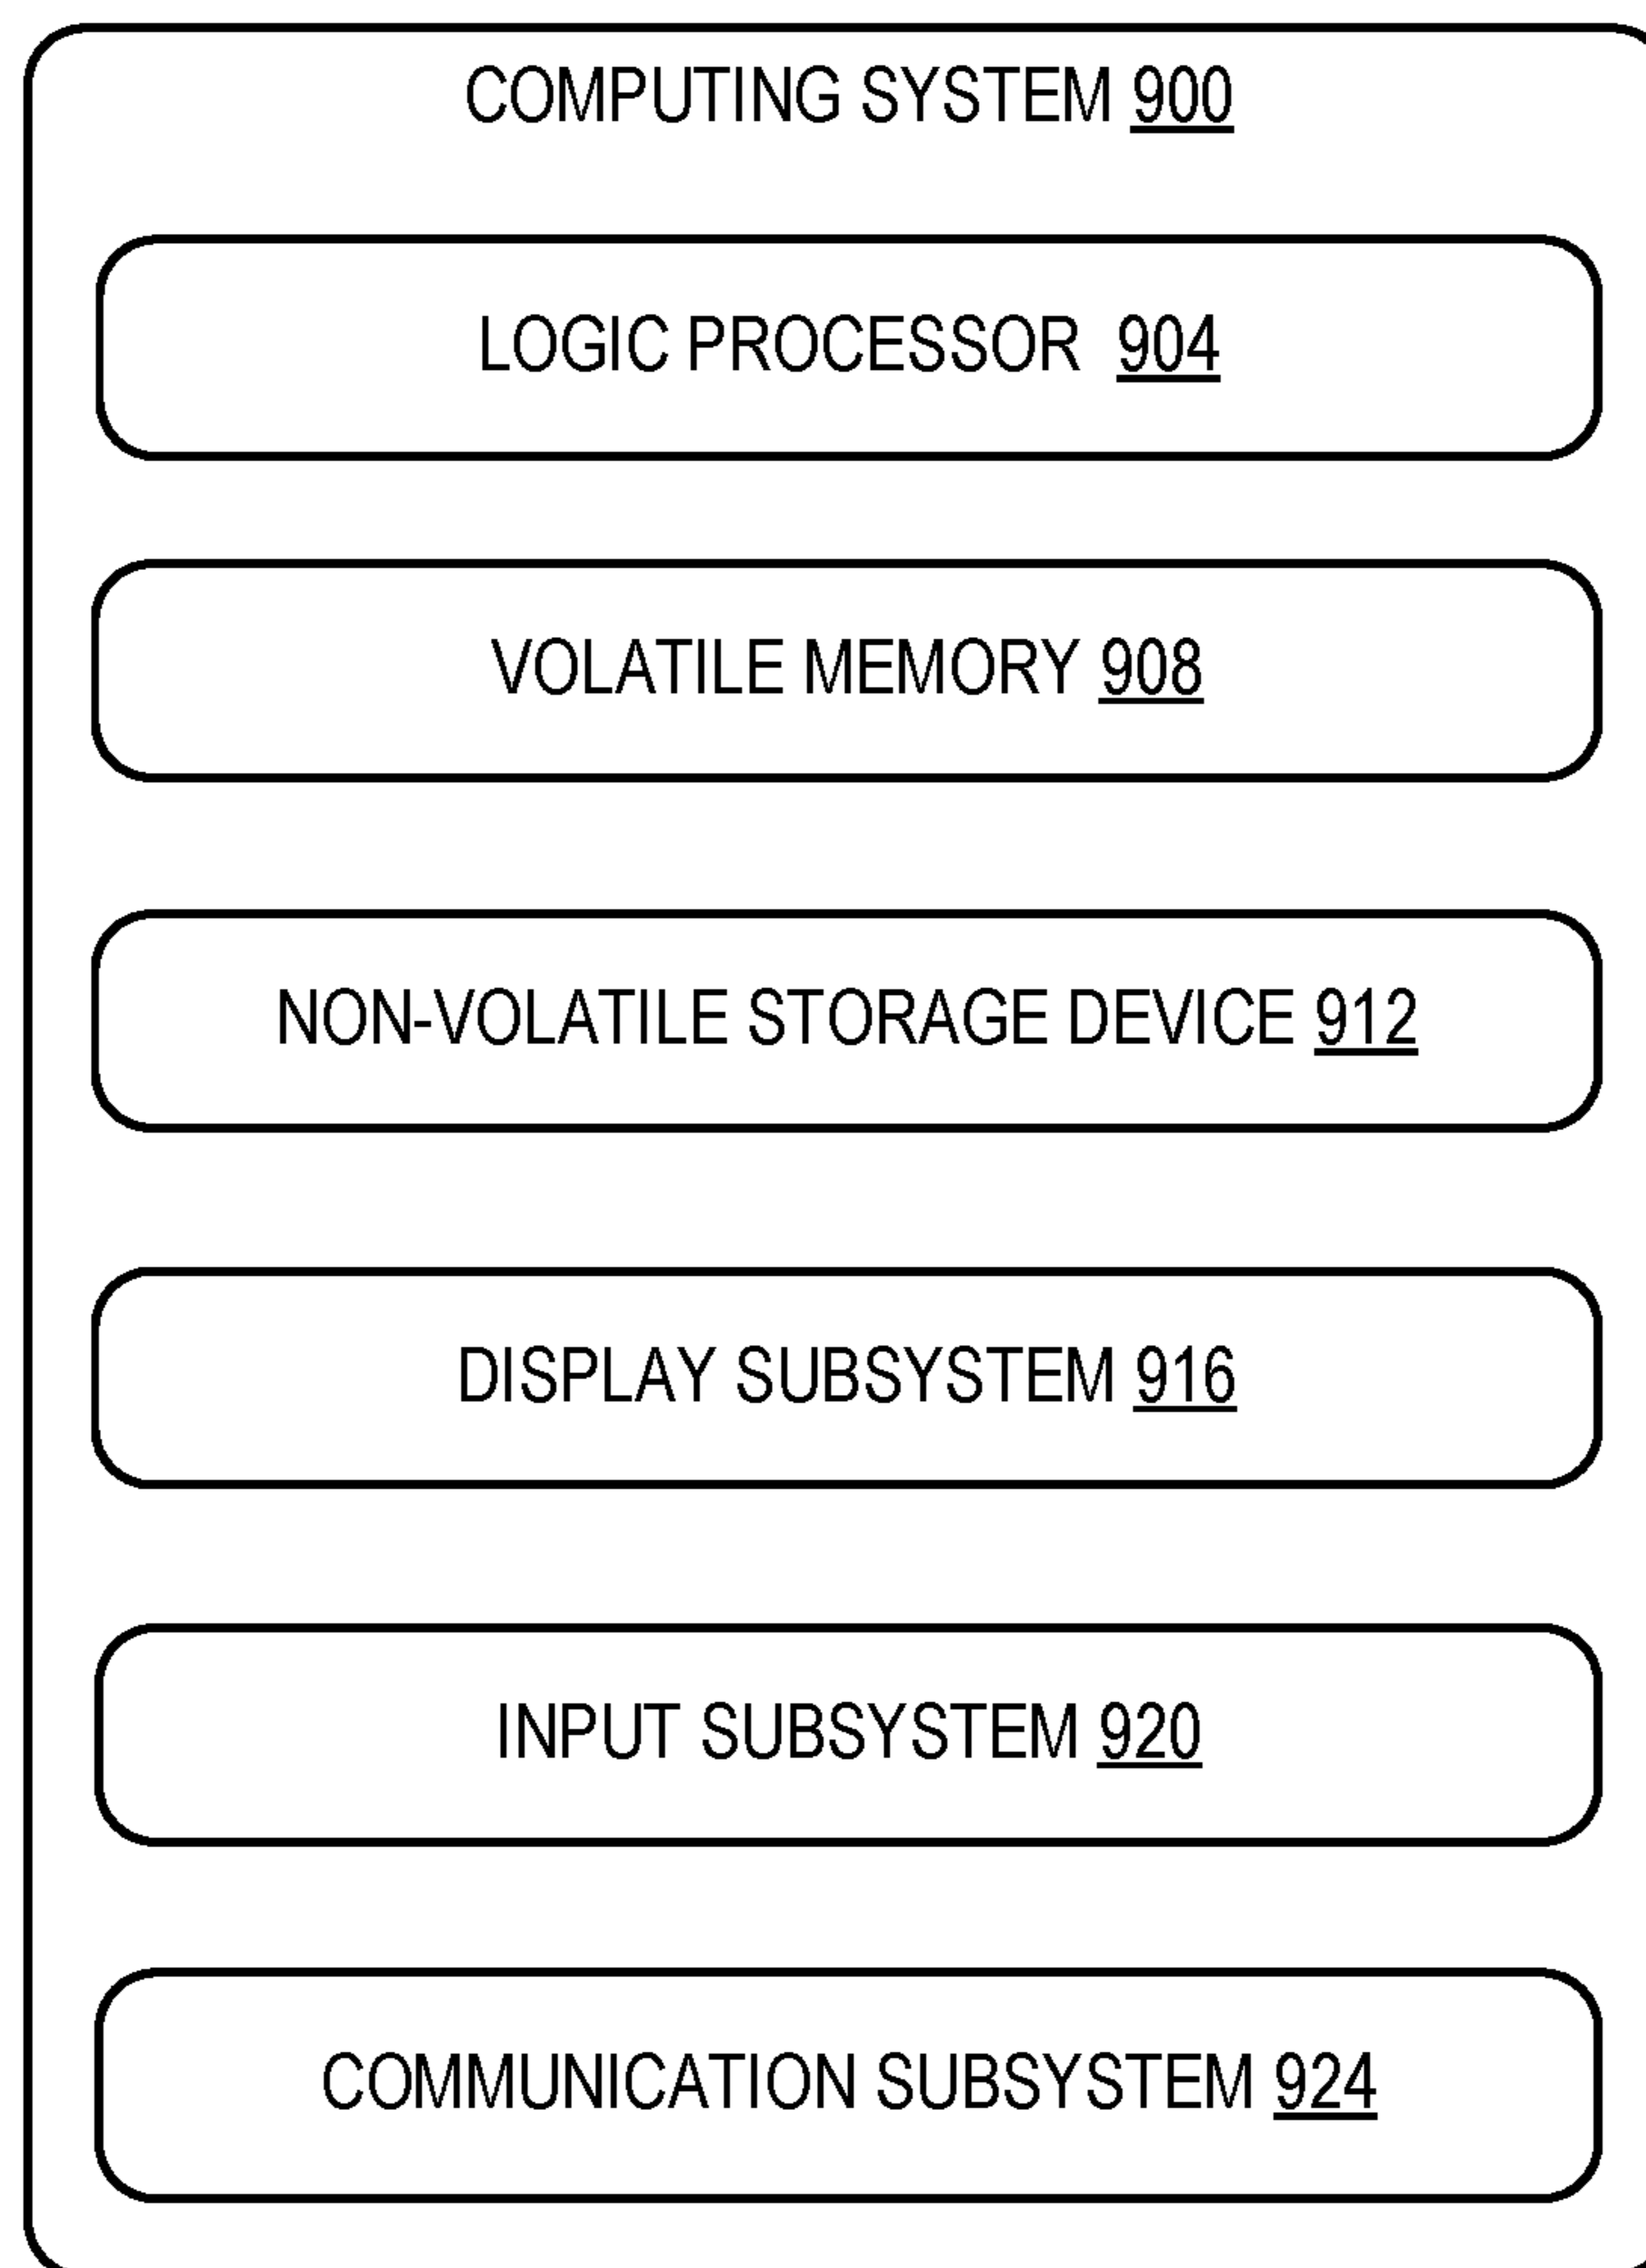 COMPUTING SYSTEM 900
LOGIC PROCESSOR 904
VOLATILE MEMORY 908
NON-VOLATILE STORAGE DEVICE 912
DISPLAY SUBSYSTEM 916
INPUT SUBSYSTEM 920
COMMUNICATION SUBSYSTEM 924